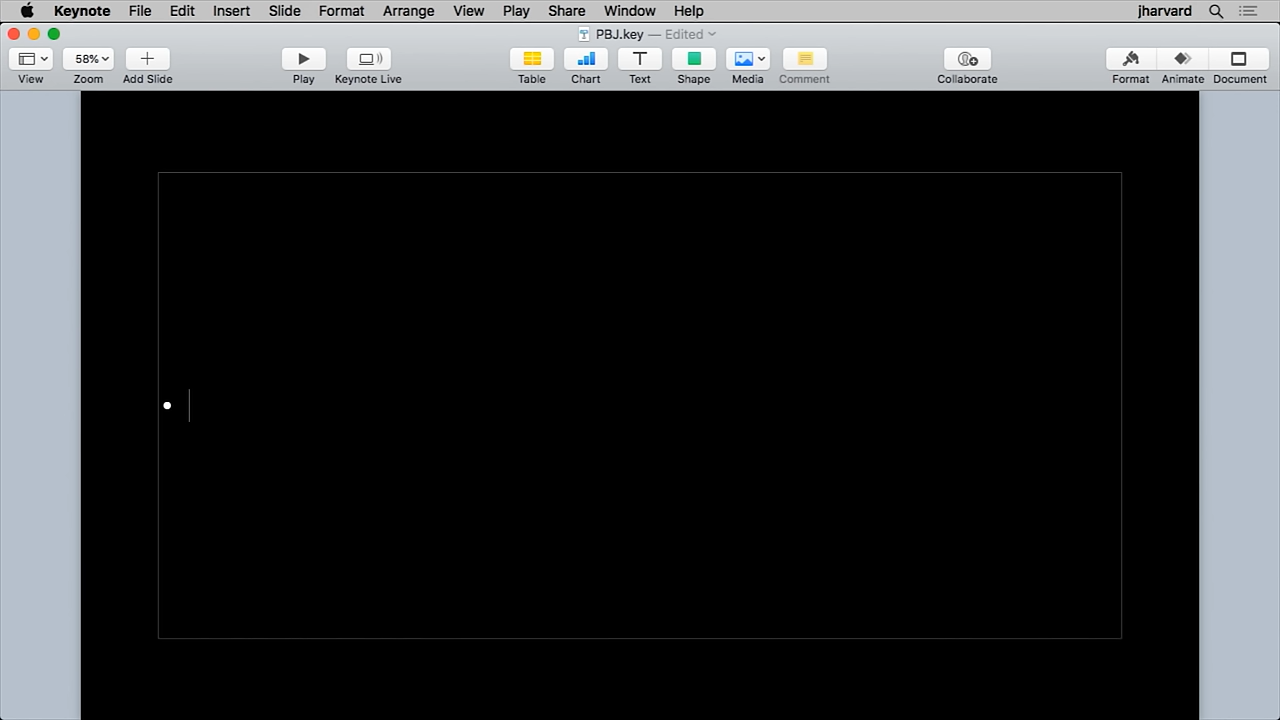 Keynote File Edit Insert Slide Format Arrange View Play Share Window Help jharvard
PBJ.key — Edited
58%
View Zoom Add Slide Play Keynote Live Table Chart Text Shape Media Comment Collaborate Format Animate Document